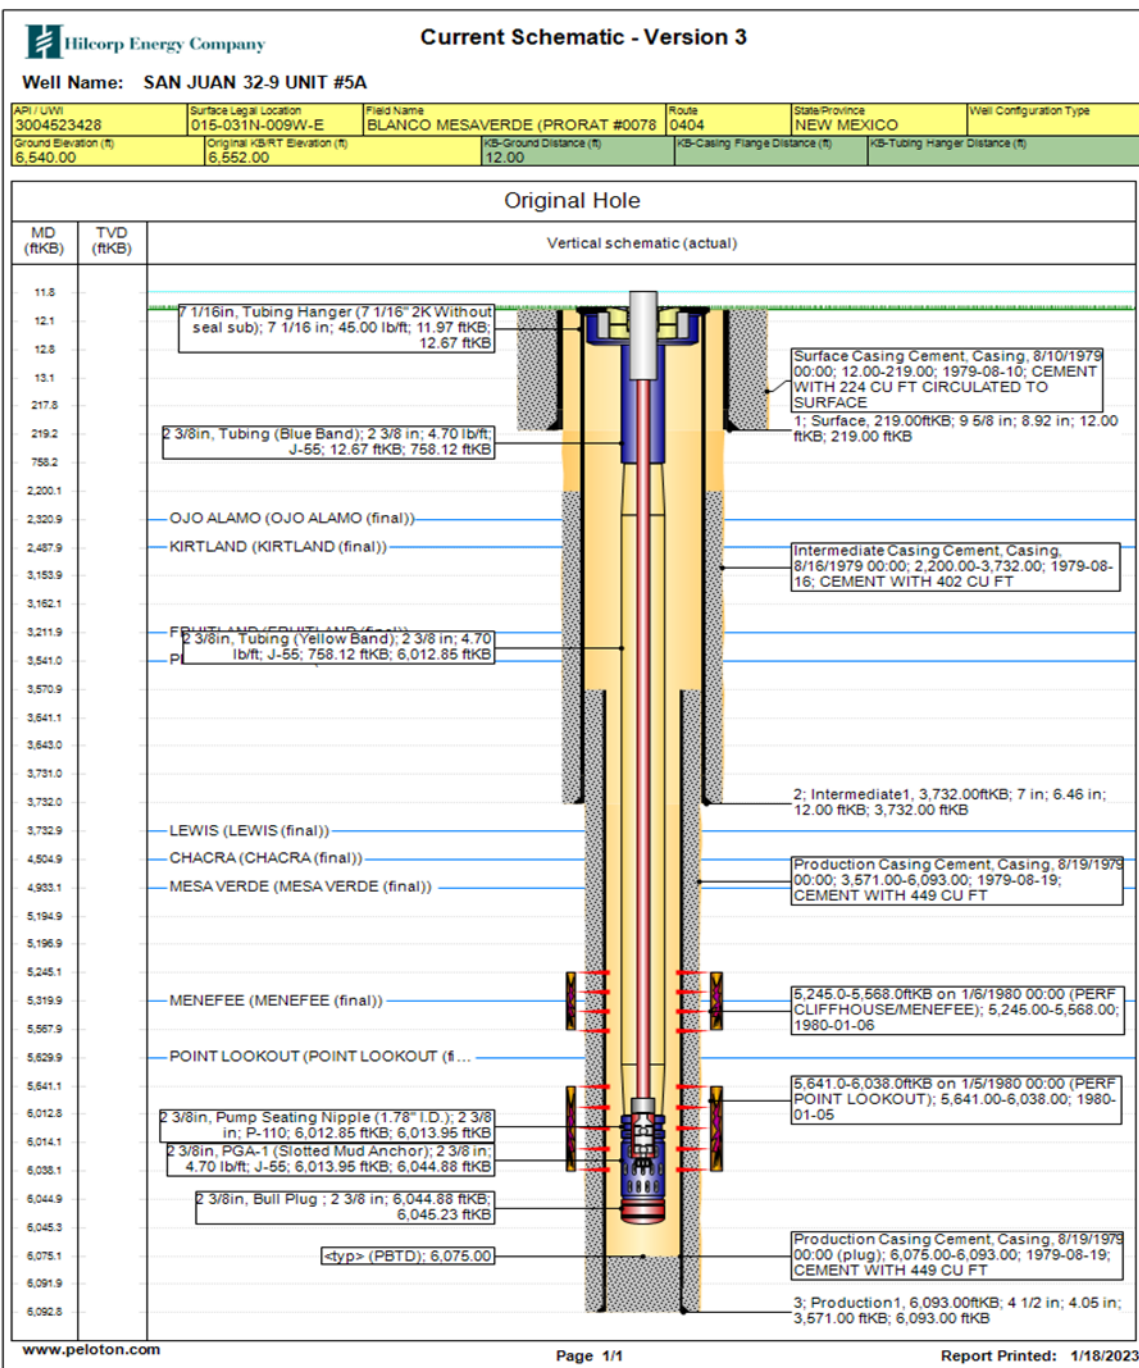 Hilcorp Energy Company
Current Schematic - Version 3
Well Name: SAN JUAN 32-9 UNIT #5A
API / UWI
3004523428
Surface Legal Location
015-031N-009W-E
Field Name
BLANCO MESAVERDE (PRORAT #0078
Route
0404
State/Province
NEW MEXICO
Well Configuration Type
Ground Elevation (ft)
6,540.00
Original KB/RT Elevation (ft)
6,552.00
KB-Ground Distance (ft)
12.00
KB-Casing Flange Distance (ft)
KB-Tubing Hanger Distance (ft)
Original Hole
MD
(ftKB)
TVD
(ftKB)
Vertical schematic (actual)
11.8
12.1
12.8
13.1
217.8
219.2
758.2
2,200.1
2,320.9
2,487.9
3,153.9
3,162.1
3,211.9
3,541.0
3,570.9
3,641.1
3,643.0
3,731.0
3,732.0
3,732.9
4,504.9
4,933.1
5,194.9
5,196.9
5,245.1
5,319.9
5,567.9
5,629.9
5,641.1
6,012.8
6,014.1
6,038.1
6,044.9
6,045.3
6,075.1
6,091.9
6,092.8
7 1/16in, Tubing Hanger (7 1/16" 2K Without
seal sub); 7 1/16 in; 45.00 lb/ft; 11.97 ftKB;
12.67 ftKB
2 3/8in, Tubing (Blue Band); 2 3/8 in; 4.70 lb/ft;
J-55; 12.67 ftKB; 758.12 ftKB
OJO ALAMO (OJO ALAMO (final))
KIRTLAND (KIRTLAND (final))
FRUITLAND (FRUITLAND (final))
2 3/8in, Tubing (Yellow Band); 2 3/8 in; 4.70
lb/ft; J-55; 758.12 ftKB; 6,012.85 ftKB
LEWIS (LEWIS (final))
CHACRA (CHACRA (final))
MESA VERDE (MESA VERDE (final))
MENEFEE (MENEFEE (final))
POINT LOOKOUT (POINT LOOKOUT (fi...
2 3/8in, Pump Seating Nipple (1.78" I.D.); 2 3/8
in; P-110; 6,012.85 ftKB; 6,013.95 ftKB
2 3/8in, PGA-1 (Slotted Mud Anchor); 2 3/8 in;
4.70 lb/ft; J-55; 6,013.95 ftKB; 6,044.88 ftKB
2 3/8in, Bull Plug ; 2 3/8 in; 6,044.88 ftKB;
6,045.23 ftKB
<typ> (PBTD); 6,075.00
Surface Casing Cement, Casing, 8/10/1979
00:00; 12.00-219.00; 1979-08-10; CEMENT
WITH 224 CU FT CIRCULATED TO
SURFACE
1; Surface, 219.00ftKB; 9 5/8 in; 8.92 in; 12.00
ftKB; 219.00 ftKB
Intermediate Casing Cement, Casing,
8/16/1979 00:00; 2,200.00-3,732.00; 1979-08-
16; CEMENT WITH 402 CU FT
2; Intermediate1, 3,732.00ftKB; 7 in; 6.46 in;
12.00 ftKB; 3,732.00 ftKB
Production Casing Cement, Casing, 8/19/1979
00:00; 3,571.00-6,093.00; 1979-08-19;
CEMENT WITH 449 CU FT
5,245.0-5,568.0ftKB on 1/6/1980 00:00 (PERF
CLIFFHOUSE/MENEFEE); 5,245.00-5,568.00;
1980-01-06
5,641.0-6,038.0ftKB on 1/5/1980 00:00 (PERF
POINT LOOKOUT); 5,641.00-6,038.00; 1980-
01-05
Production Casing Cement, Casing, 8/19/1979
00:00 (plug); 6,075.00-6,093.00; 1979-08-19;
CEMENT WITH 449 CU FT
3; Production1, 6,093.00ftKB; 4 1/2 in; 4.05 in;
3,571.00 ftKB; 6,093.00 ftKB
www.peloton.com
Page 1/1
Report Printed: 1/18/2023